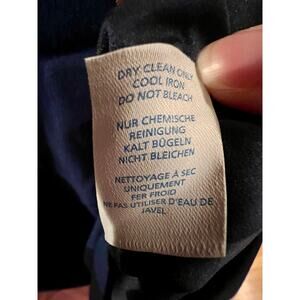 DRY CLEAN ONLY
COOL IRON
DO NOT BLEACH
NUR CHEMISCHE
REINIGUNG
KALT BÜGELN
NICHT BLEICHEN
NETTOYAGE À SEC
UNIQUEMENT
FER FROID
NE PAS UTILISER D'EAU DE
JAVEL